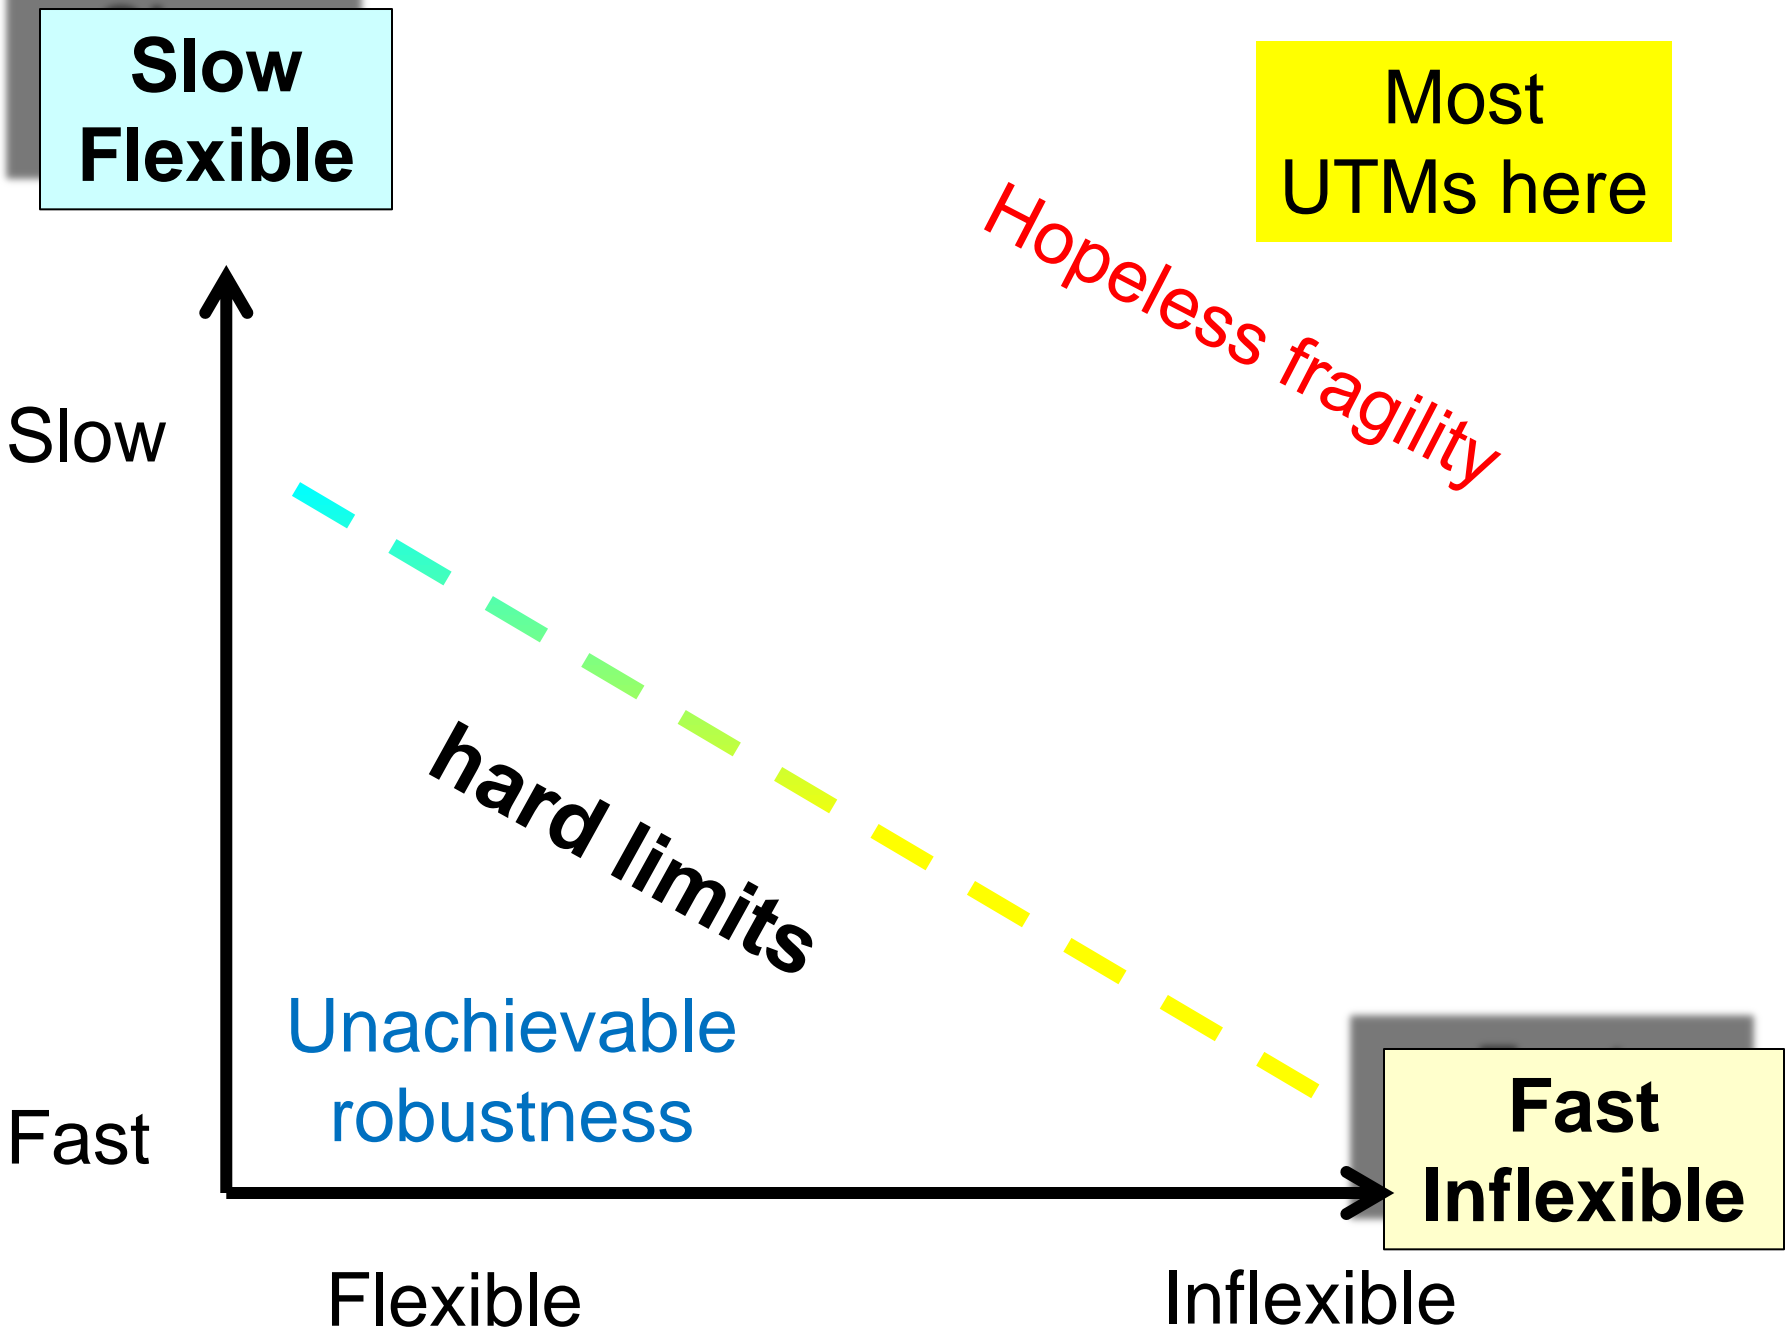 Slow
Flexible
Most
UTMs here
Hopeless fragility
Slow
hard limits
Unachievable
robustness
Fast
Fast
Inflexible
Flexible
Inflexible